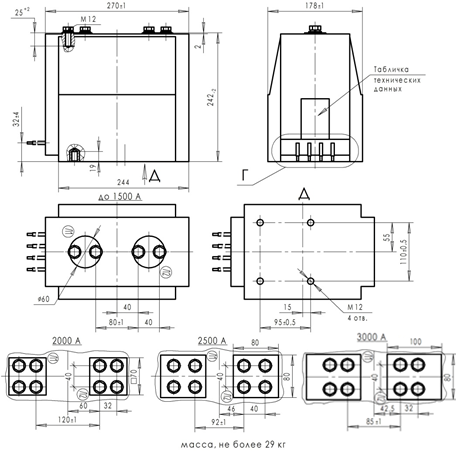 270±1
25⁺²
М 12
2
242₋₂
32±4
19
244
А
178±1
Табличка
технических
данных
Г
до 1500 А
ø60
40
80±1
40
А
55
110±0,5
15
М 12
4 отв.
95±0,5
2000 А
40
□70
60
32
120±1
2500 А
80
40
80
46
40
92±1
3000 А
100
40
80
42,5
32
85±1
масса, не более 29 кг